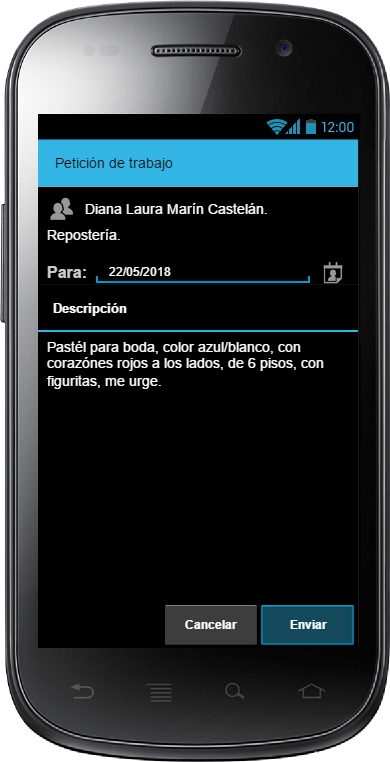 12:00
Petición de trabajo
Diana Laura Marín Castelán.
Repostería.
Para: 22/05/2018
Descripción
Pastél para boda, color azul/blanco, con
corazónes rojos a los lados, de 6 pisos, con
figuritas, me urge.
Cancelar Enviar